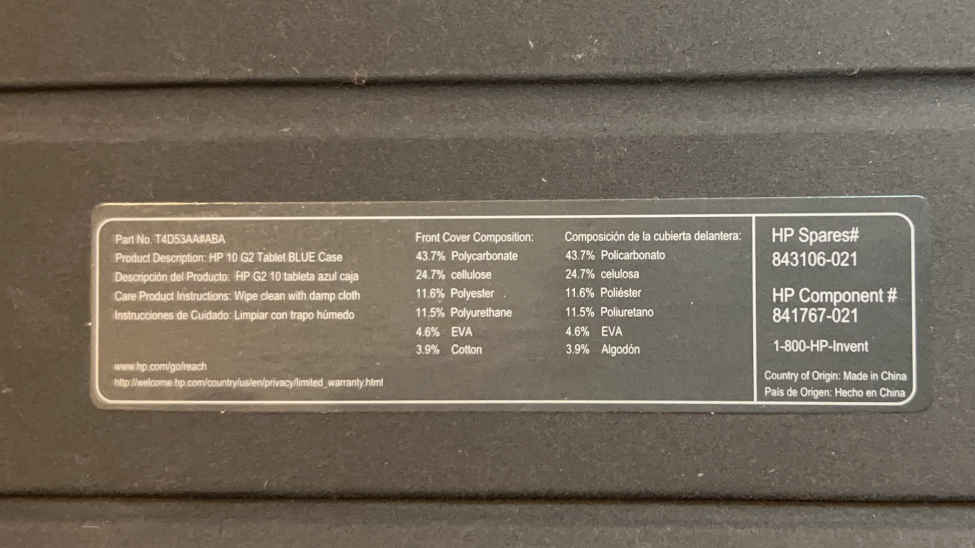 Part No. T4D53AA#ABA
Product Description: HP 10 G2 Tablet BLUE Case
Descripción del Producto: HP G2 10 tableta azul caja
Care Product Instructions: Wipe clean with damp cloth
Instrucciones de Cuidado: Limpiar con trapo húmedo
www.hp.com/go/reach
http://welcome.hp.com/country/us/en/privacy/limited_warranty.html
Front Cover Composition:
43.7% Polycarbonate
24.7% cellulose
11.6% Polyester
11.5% Polyurethane
4.6% EVA
3.9% Cotton
Composición de la cubierta delantera:
43.7% Policarbonato
24.7% celulosa
11.6% Poliéster
11.5% Poliuretano
4.6% EVA
3.9% Algodón
HP Spares#
843106-021
HP Component #
841767-021
1-800-HP-Invent
Country of Origin: Made in China
País de Origen: Hecho en China